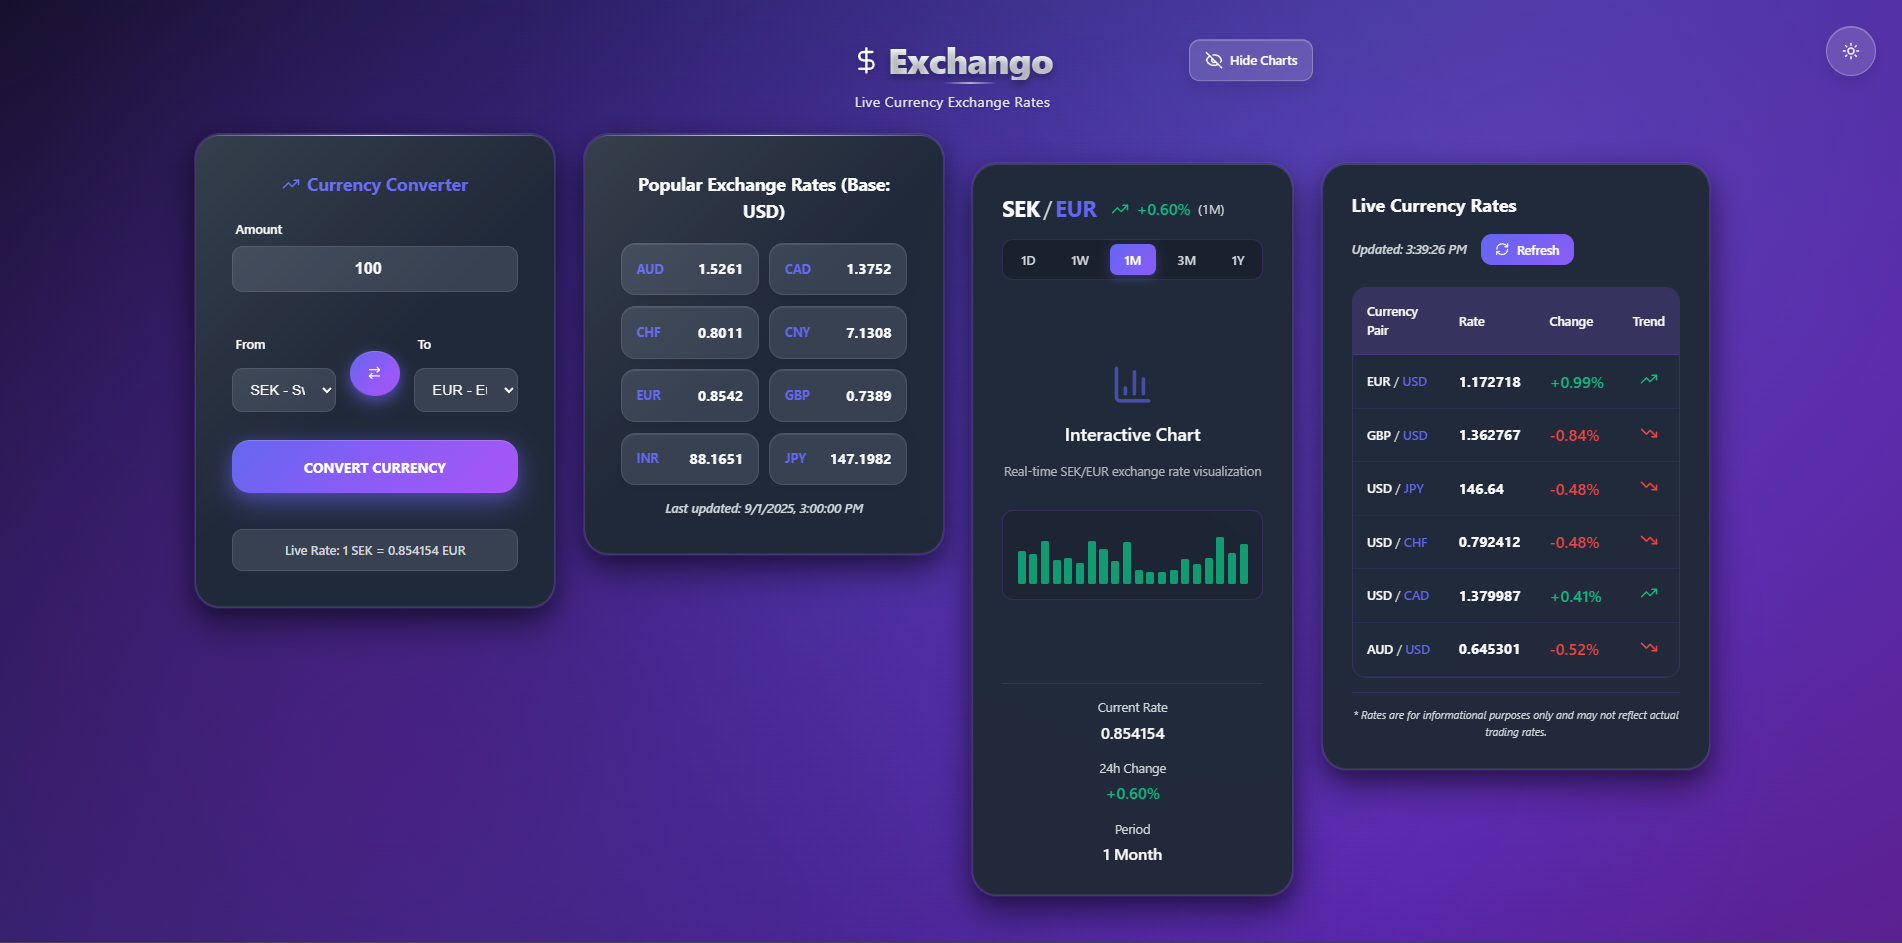 $ Exchango
Hide Charts
Live Currency Exchange Rates
Currency Converter
Amount
100
From
To
SEK - Sv
EUR - E
CONVERT CURRENCY
Live Rate: 1 SEK = 0.854154 EUR
Popular Exchange Rates (Base:
USD)
AUD 1.5261
CAD 1.3752
CHF 0.8011
CNY 7.1308
EUR 0.8542
GBP 0.7389
INR 88.1651
JPY 147.1982
Last updated: 9/1/2025, 3:00:00 PM
SEK / EUR +0.60% (1M)
1D 1W 1M 3M 1Y
Interactive Chart
Real-time SEK/EUR exchange rate visualization
Current Rate
0.854154
24h Change
+0.60%
Period
1 Month
Live Currency Rates
Updated: 3:39:26 PM
Refresh
Currency
Pair
Rate Change Trend
EUR / USD 1.172718 +0.99%
GBP / USD 1.362767 -0.84%
USD / JPY 146.64 -0.48%
USD / CHF 0.792412 -0.48%
USD / CAD 1.379987 +0.41%
AUD / USD 0.645301 -0.52%
* Rates are for informational purposes only and may not reflect actual
trading rates.